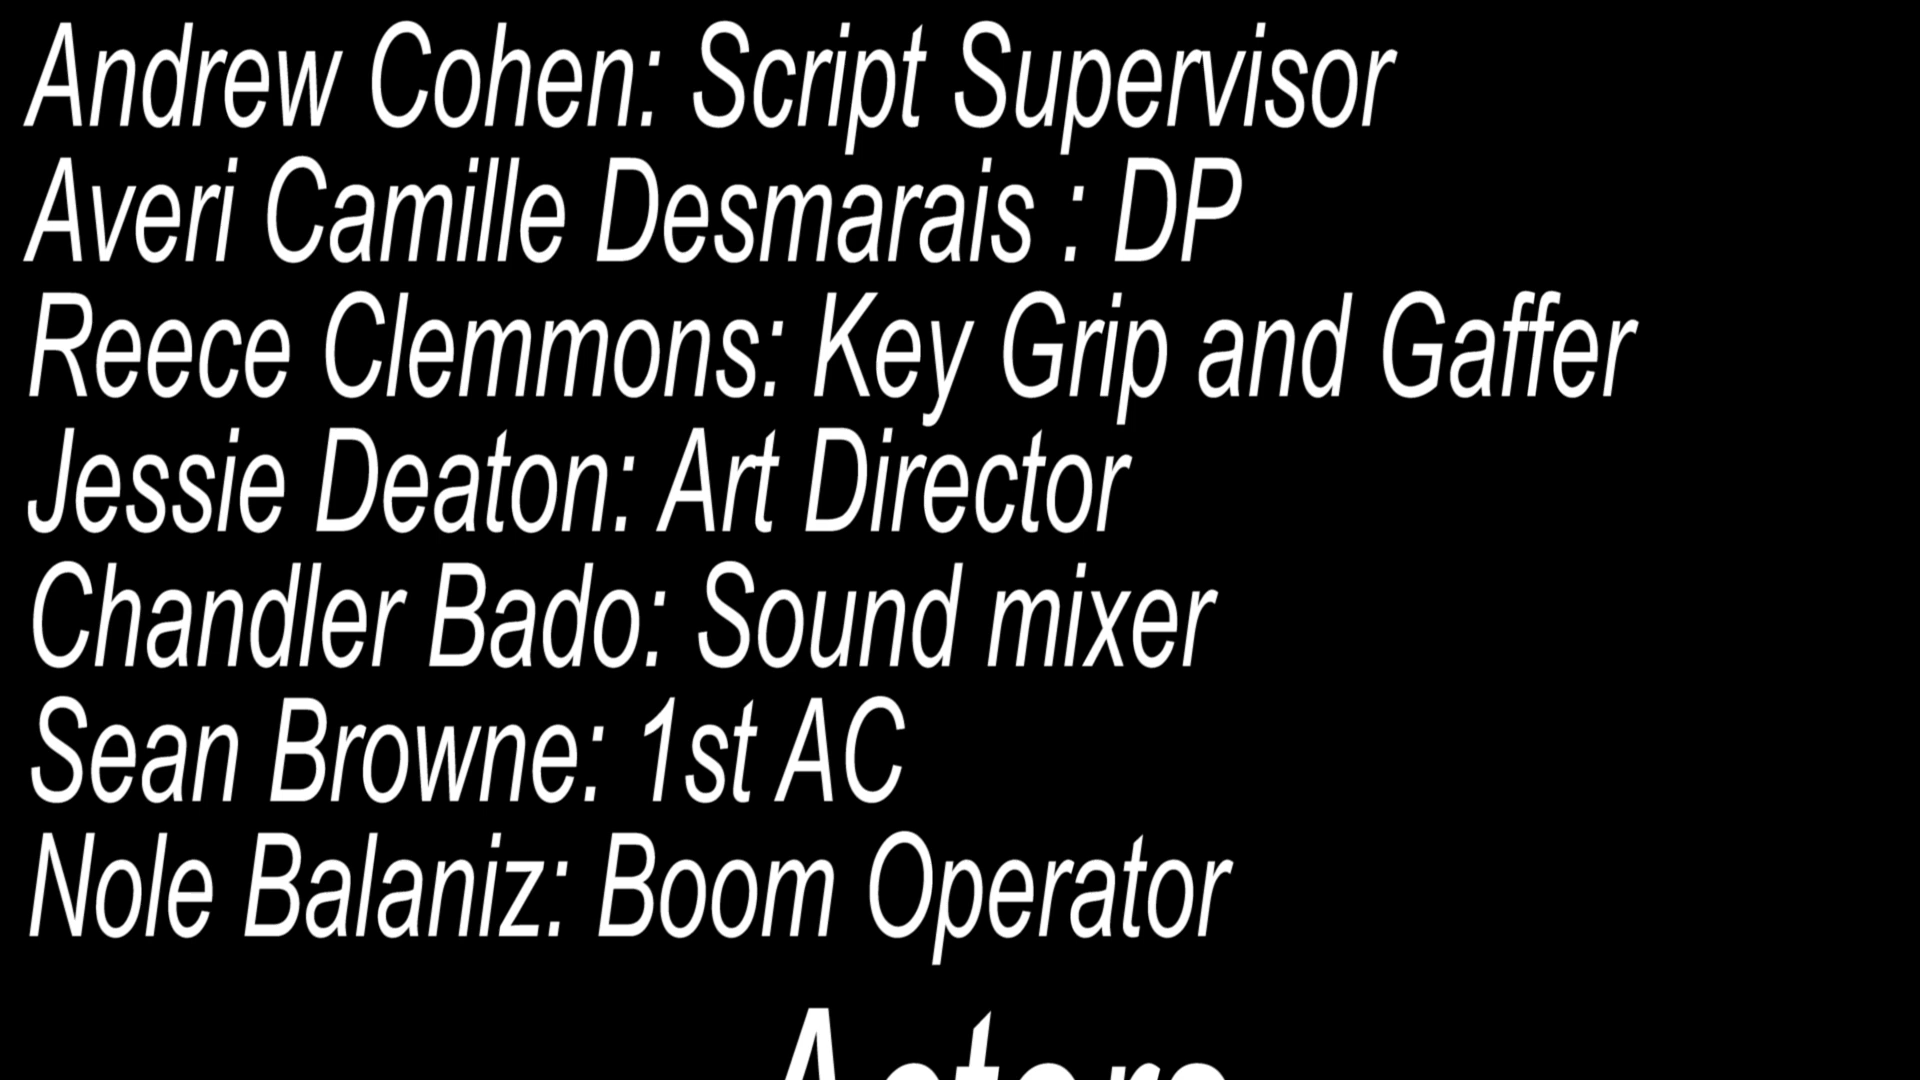 Andrew Cohen: Script Supervisor
Averi Camille Desmarais : DP
Reece Clemmons: Key Grip and Gaffer
Jessie Deaton: Art Director
Chandler Bado: Sound mixer
Sean Browne: 1st AC
Nole Balaniz: Boom Operator
Actors